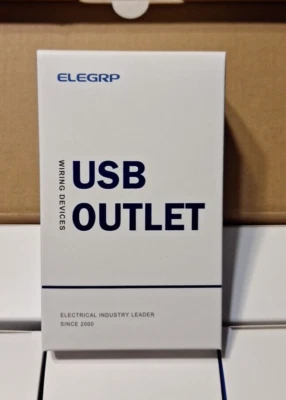 ELEGRP
WIRING DEVICES
USB
OUTLET
ELECTRICAL INDUSTRY LEADER
SINCE 2000